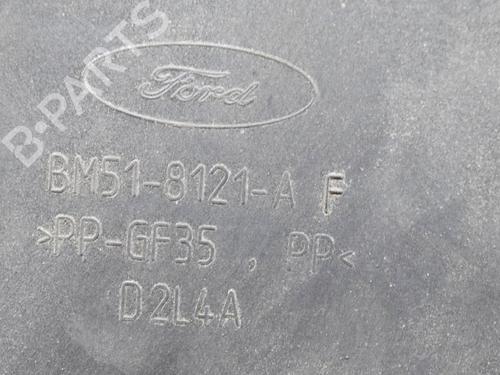 B-PARTS
Ford
BM51-8121-A F
>PP-GF35 , PP<
D2L4A